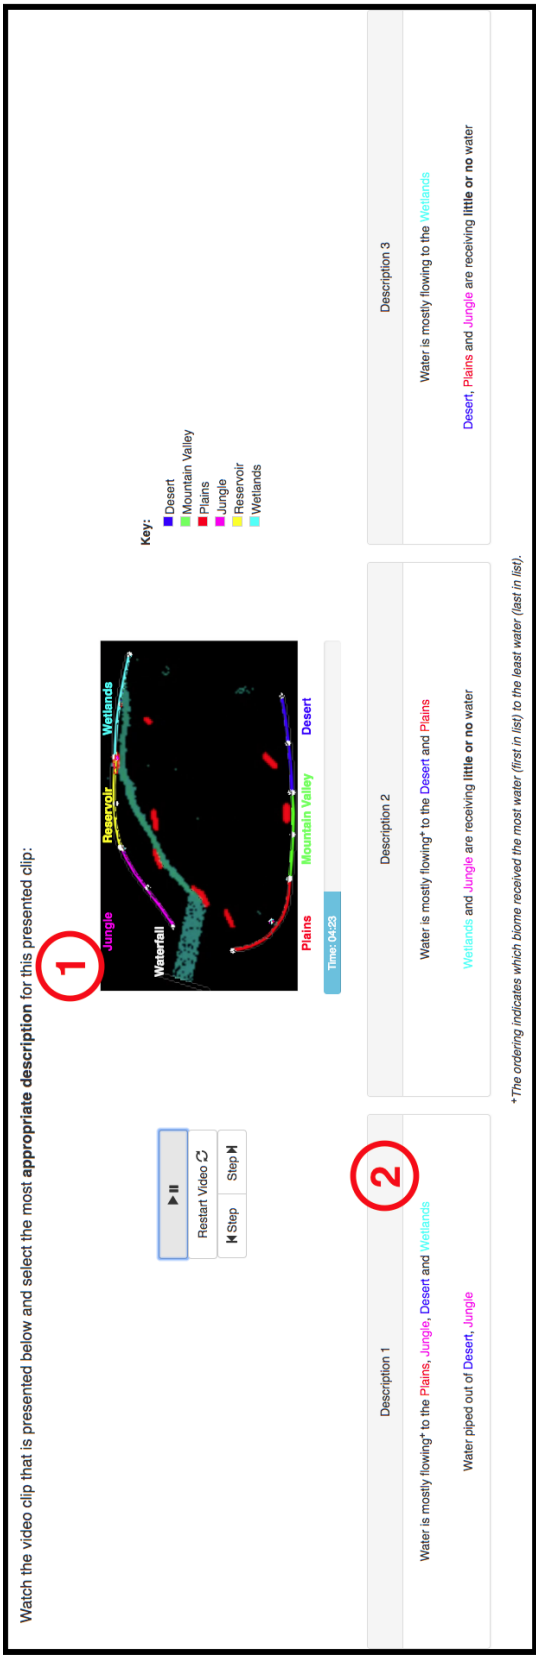 Watch the video clip that is presented below and select the most appropriate description for this presented clip:
1
▶❚❚
Restart Video
Step
Step
Jungle
Reservoir
Wetlands
Waterfall
Plains
Mountain Valley
Desert
Time: 04:23
Key:
Desert
Mountain Valley
Plains
Jungle
Reservoir
Wetlands
2
Description 1
Water is mostly flowing⁺ to the Plains, Jungle, Desert and Wetlands
Water piped out of Desert, Jungle
Description 2
Water is mostly flowing⁺ to the Desert and Plains
Wetlands and Jungle are receiving little or no water
Description 3
Water is mostly flowing to the Wetlands
Desert, Plains and Jungle are receiving little or no water
⁺The ordering indicates which biome received the most water (first in list) to the least water (last in list).